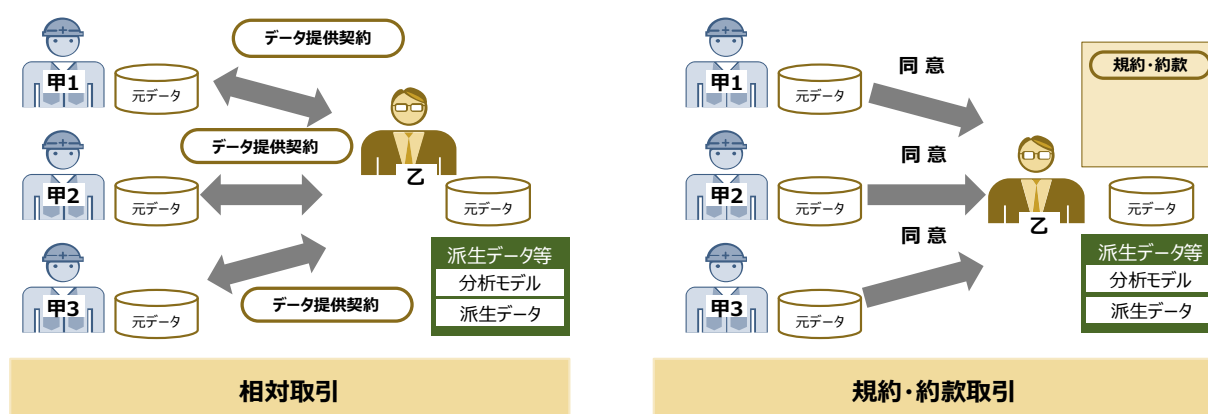 データ提供契約
甲1
元データ
データ提供契約
乙
甲2
元データ
元データ
甲3
元データ
データ提供契約
派生データ等
分析モデル
派生データ
相対取引
同 意
規約・約款
甲1
元データ
同 意
甲2
元データ
乙
元データ
同 意
甲3
元データ
派生データ等
分析モデル
派生データ
規約・約款取引